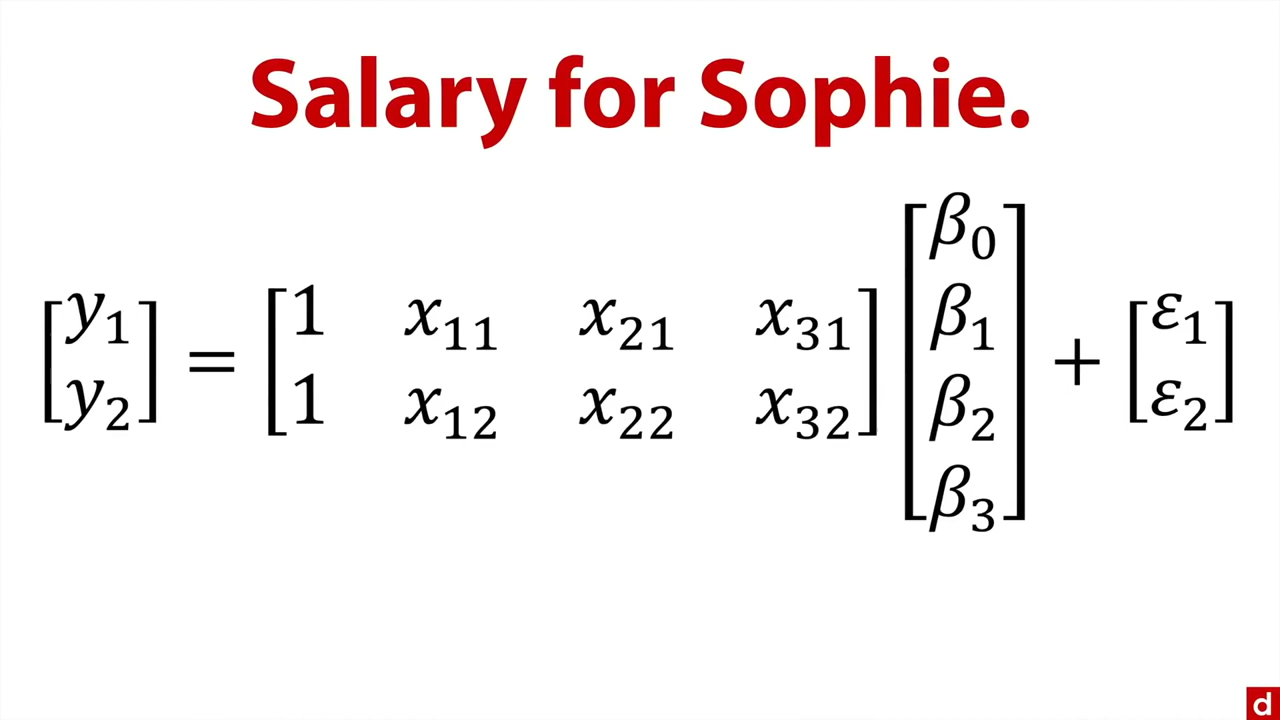 Salary for Sophie.
[y₁ y₂] = [1 x₁₁ x₂₁ x₃₁; 1 x₁₂ x₂₂ x₃₂] [β₀ β₁ β₂ β₃] + [ε₁ ε₂]
d